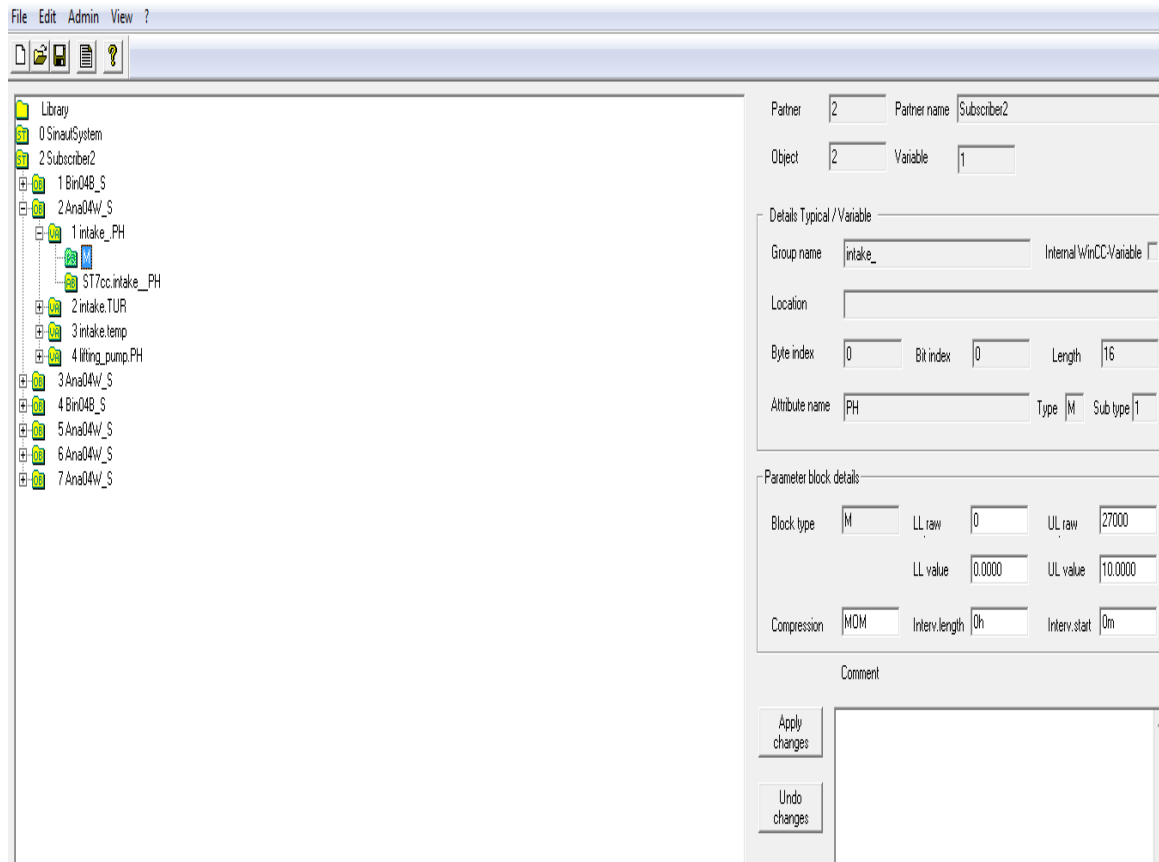 File Edit Admin View ?
Library
0 SinautSystem
2 Subscriber2
1 Bin04B_S
2 Ana04W_S
1 intake_.PH
M
ST7cc.intake__PH
2 intake.TUR
3 intake.temp
4 lifting_pump.PH
3 Ana04W_S
4 Bin04B_S
5 Ana04W_S
6 Ana04W_S
7 Ana04W_S
Partner 2 Partner name Subscriber2
Object 2 Variable 1
Details Typical / Variable
Group name intake_ Internal WinCC-Variable
Location
Byte index 0 Bit index 0 Length 16
Attribute name PH Type M Sub type 1
Parameter block details
Block type M LL raw 0 UL raw 27000
LL value 0.0000 UL value 10.0000
Compression MOM Interv.length 0h Interv.start 0m
Comment
Apply
changes
Undo
changes